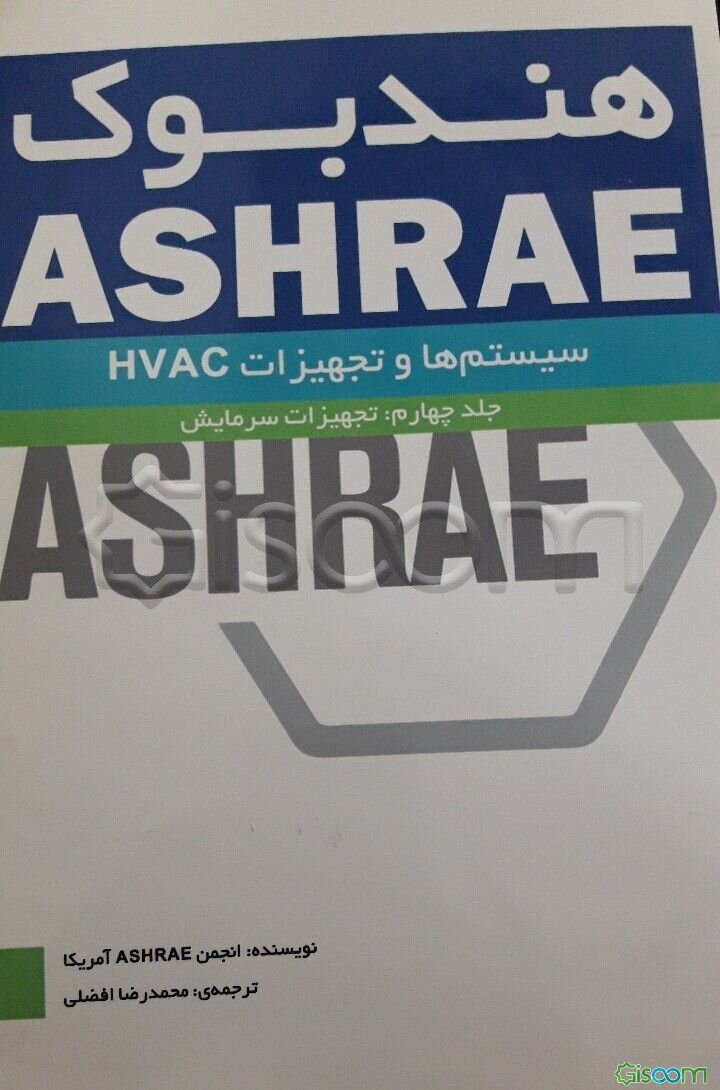 هندبوک
ASHRAE
سیستم‌ها و تجهیزات HVAC
جلد چهارم: تجهیزات سرمایش
ASHRAE
Gisoom
نویسنده: انجمن ASHRAE آمریکا
ترجمه‌ی: محمدرضا افضلی
Gisoom